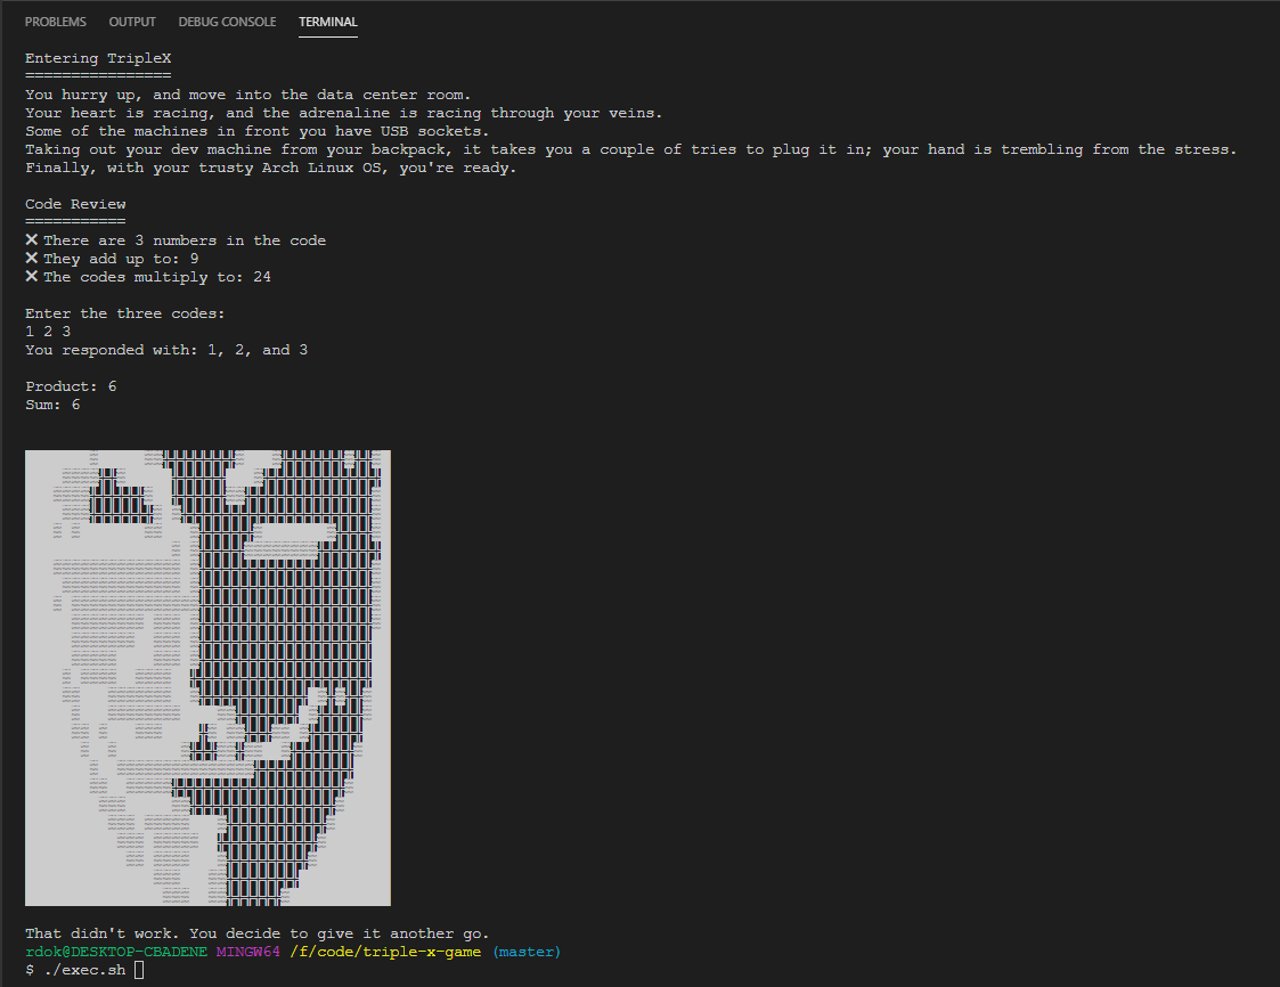 PROBLEMS OUTPUT DEBUG CONSOLE TERMINAL
Entering TripleX
================
You hurry up, and move into the data center room.
Your heart is racing, and the adrenaline is racing through your veins.
Some of the machines in front you have USB sockets.
Taking out your dev machine from your backpack, it takes you a couple of tries to plug it in; your hand is trembling from the stress.
Finally, with your trusty Arch Linux OS, you're ready.
Code Review
===========
❌ There are 3 numbers in the code
❌ They add up to: 9
❌ The codes multiply to: 24
Enter the three codes:
1 2 3
You responded with: 1, 2, and 3
Product: 6
Sum: 6
That didn't work. You decide to give it another go.
rdok@DESKTOP-CBADENE MINGW64 /f/code/triple-x-game (master)
$ ./exec.sh